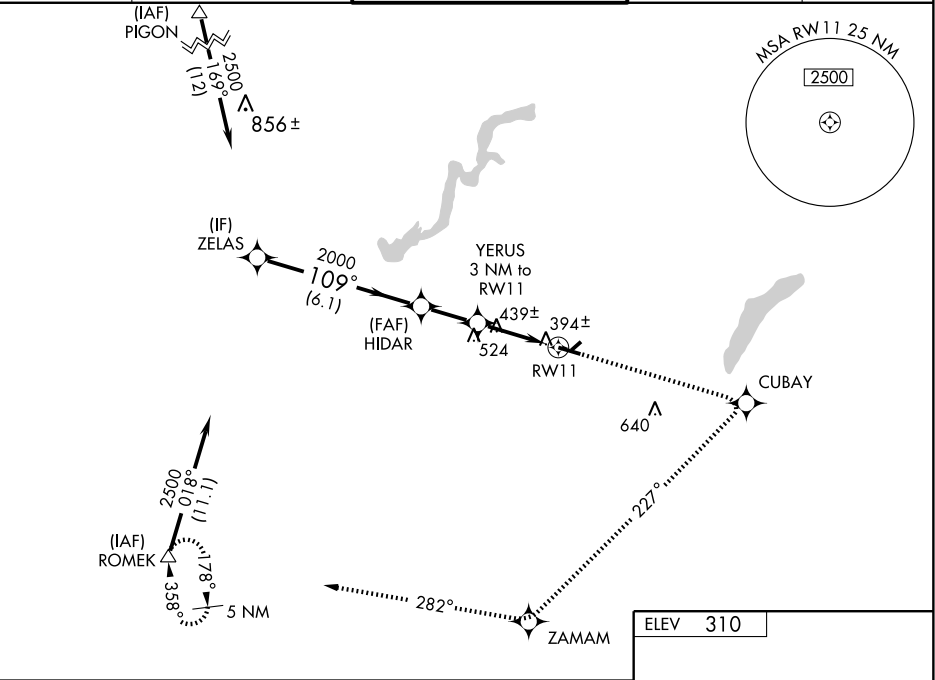 (IAF)
PIGON
2500
169°
(12)
856±
MSA RW11 25 NM
2500
(IF)
ZELAS
2000
109°
(6.1)
(FAF)
HIDAR
YERUS
3 NM to
RW11
439±
524
394±
RW11
CUBAY
640
2500
018°
(11.1)
(IAF)
ROMEK
178°
358°
5 NM
227°
282°
ZAMAM
ELEV 310